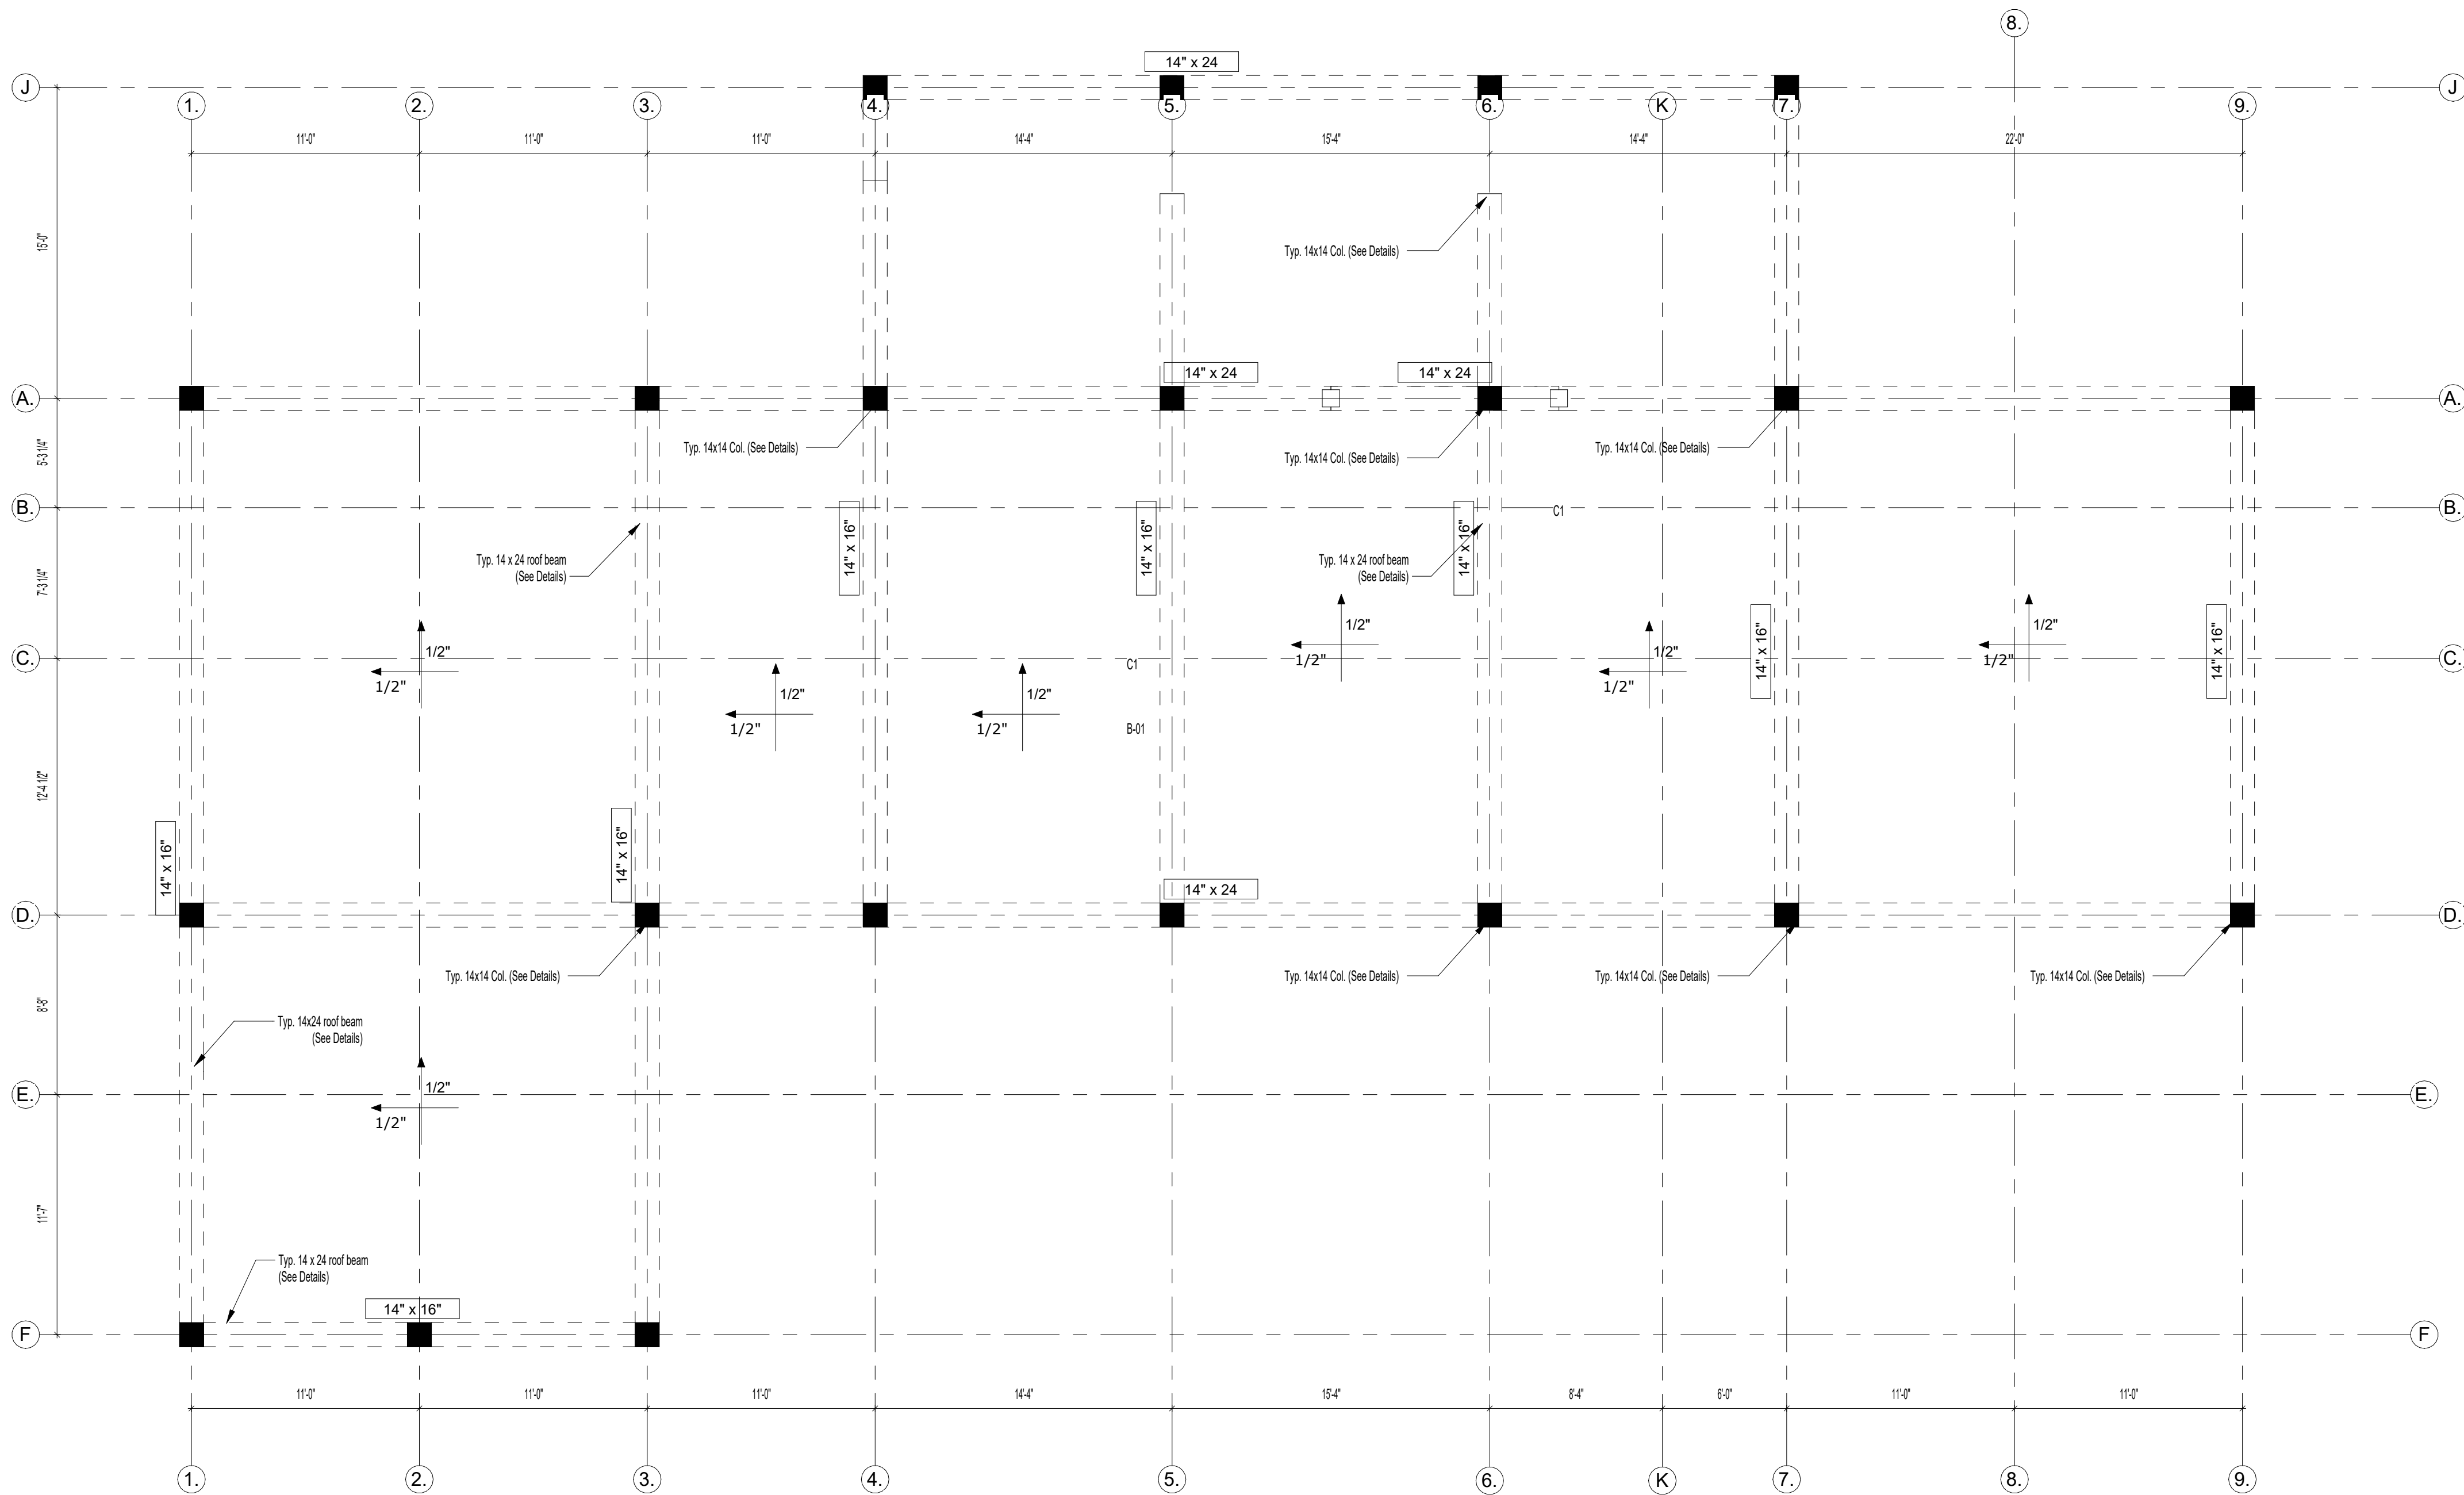 8.
14" x 24
J
J
1.
2.
3.
4.
5.
6.
K
7.
9.
11'-0"
11'-0"
11'-0"
14'-4"
15'-4"
14'-4"
22'-0"
15'-0"
Typ. 14x14 Col. (See Details)
14" x 24
14" x 24
A.
A.
5'-3 1/4"
Typ. 14x14 Col. (See Details)
Typ. 14x14 Col. (See Details)
Typ. 14x14 Col. (See Details)
B.
C1
B.
14" x 16"
14" x 16"
14" x 16"
Typ. 14 x 24 roof beam
(See Details)
Typ. 14 x 24 roof beam
(See Details)
7'-3 1/4"
1/2"
1/2"
1/2"
1/2"
1/2"
1/2"
1/2"
1/2"
14" x 16"
14" x 16"
C.
C1
C.
1/2"
1/2"
1/2"
1/2"
B-01
12'-4 1/2"
14" x 16"
14" x 16"
14" x 24
D.
D.
Typ. 14x14 Col. (See Details)
Typ. 14x14 Col. (See Details)
Typ. 14x14 Col. (See Details)
Typ. 14x14 Col. (See Details)
8'-8"
Typ. 14x24 roof beam
(See Details)
1/2"
1/2"
E.
E.
11'-7"
Typ. 14 x 24 roof beam
(See Details)
14" x 16"
F
F
11'-0"
11'-0"
11'-0"
14'-4"
15'-4"
8'-4"
6'-0"
11'-0"
11'-0"
1.
2.
3.
4.
5.
6.
K
7.
8.
9.